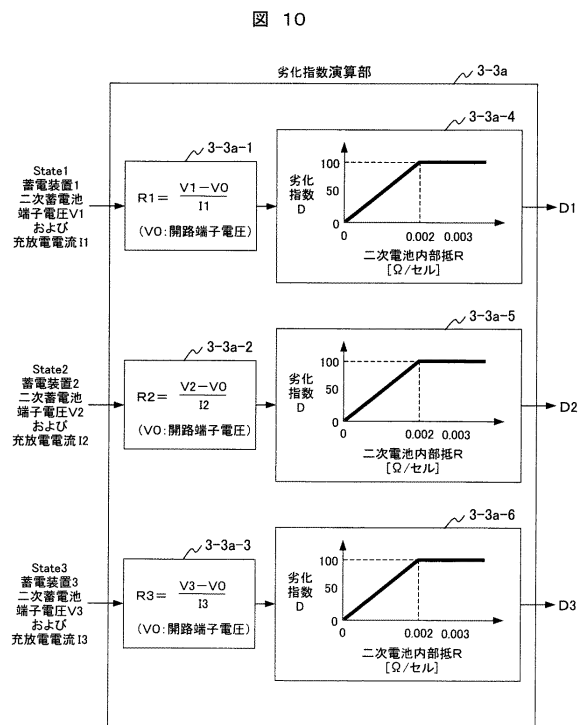 図 10
劣化指数演算部
3-3a
State1
蓄電装置1
二次蓄電池
端子電圧V1
および
充放電電流I1
3-3a-1
R1= V1-V0
I1
(V0:開路端子電圧)
3-3a-4
劣化
指数
D
100
50
0
0
0.002 0.003
二次電池内部抵R
[Ω/セル]
D1
State2
蓄電装置2
二次蓄電池
端子電圧V2
および
充放電電流I2
3-3a-2
R2= V2-V0
I2
(V0:開路端子電圧)
3-3a-5
劣化
指数
D
100
50
0
0
0.002 0.003
二次電池内部抵R
[Ω/セル]
D2
State3
蓄電装置3
二次蓄電池
端子電圧V3
および
充放電電流I3
3-3a-3
R3= V3-V0
I3
(V0:開路端子電圧)
3-3a-6
劣化
指数
D
100
50
0
0
0.002 0.003
二次電池内部抵R
[Ω/セル]
D3